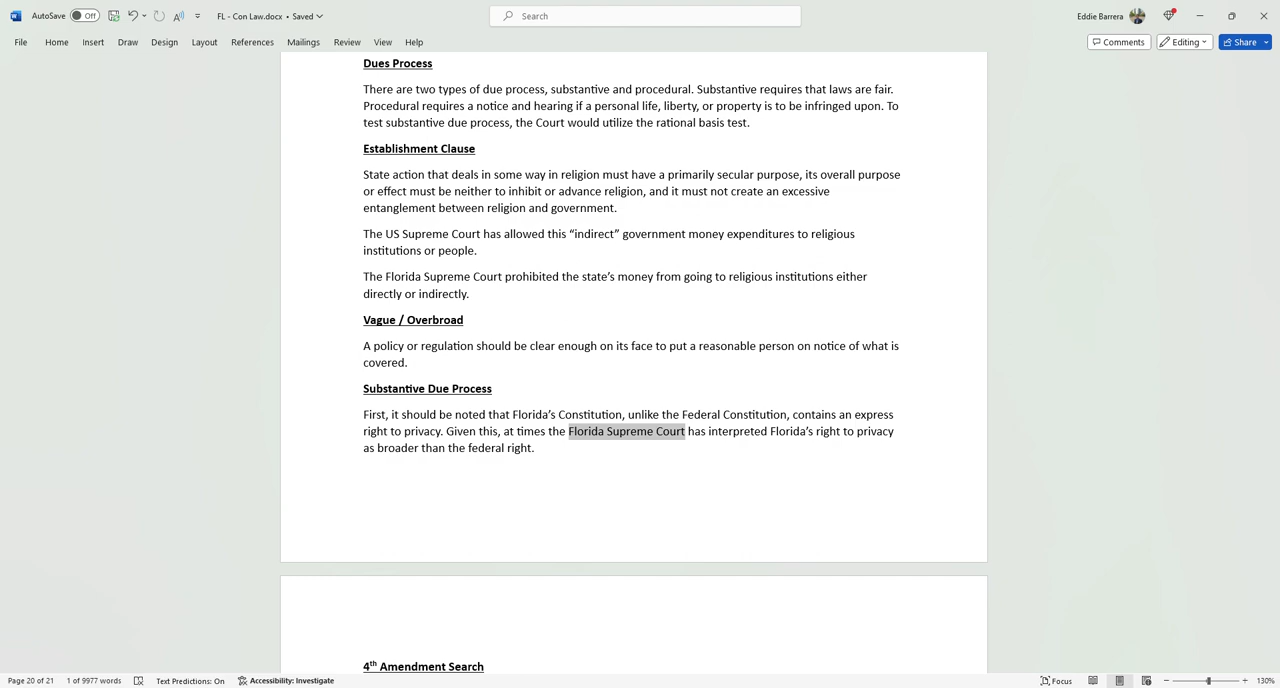 AutoSave Off FL - Con Law.docx • Saved Search Eddie Barrera
File Home Insert Draw Design Layout References Mailings Review View Help Comments Editing Share
Dues Process
There are two types of due process, substantive and procedural. Substantive requires that laws are fair.
Procedural requires a notice and hearing if a personal life, liberty, or property is to be infringed upon. To
test substantive due process, the Court would utilize the rational basis test.
Establishment Clause
State action that deals in some way in religion must have a primarily secular purpose, its overall purpose
or effect must be neither to inhibit or advance religion, and it must not create an excessive
entanglement between religion and government.
The US Supreme Court has allowed this “indirect” government money expenditures to religious
institutions or people.
The Florida Supreme Court prohibited the state’s money from going to religious institutions either
directly or indirectly.
Vague / Overbroad
A policy or regulation should be clear enough on its face to put a reasonable person on notice of what is
covered.
Substantive Due Process
First, it should be noted that Florida’s Constitution, unlike the Federal Constitution, contains an express
right to privacy. Given this, at times the Florida Supreme Court has interpreted Florida’s right to privacy
as broader than the federal right.
4th Amendment Search
Page 20 of 21 1 of 9977 words Text Predictions: On Accessibility: Investigate Focus 130%